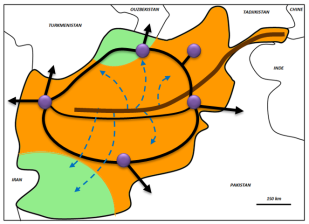 OUZBEKISTAN
TADJIKISTAN
CHINE
TURKMENISTAN
INDE
IRAN
PAKISTAN
250 km